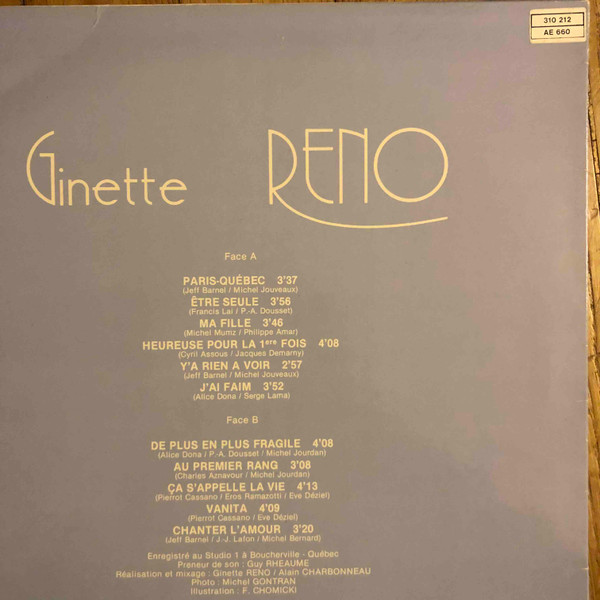 310 212
AE 660
Ginette RENO
Face A
PARIS-QUÉBEC 3'37
(Jeff Barnel / Michel Jouveaux)
ÊTRE SEULE 3'56
(Francis Lai / P.-A. Dousset)
MA FILLE 3'46
(Michel Mumz / Philippe Amar)
HEUREUSE POUR LA 1ere FOIS 4'08
(Cyril Assous / Jacques Demarny)
Y'A RIEN A VOIR 2'57
(Jeff Barnel / Michel Jouveaux)
J'AI FAIM 3'52
(Alice Dona / Serge Lama)
Face B
DE PLUS EN PLUS FRAGILE 4'08
(Alice Dona / P.-A. Dousset / Michel Jourdan)
AU PREMIER RANG 3'08
(Charles Aznavour / Michel Jourdan)
ÇA S'APPELLE LA VIE 4'13
(Pierrot Cassano / Eros Ramazotti / Eve Déziel)
VANITA 4'09
(Pierrot Cassano / Eve Déziel)
CHANTER L'AMOUR 3'20
(Jeff Barnel / J.-J. Lafon / Michel Bernard)
Enregistré au Studio 1 à Boucherville - Québec
Preneur de son : Guy RHEAUME
Réalisation et mixage : Ginette RENO / Alain CHARBONNEAU
Photo : Michel GONTRAN
Illustration : F. CHOMICKI